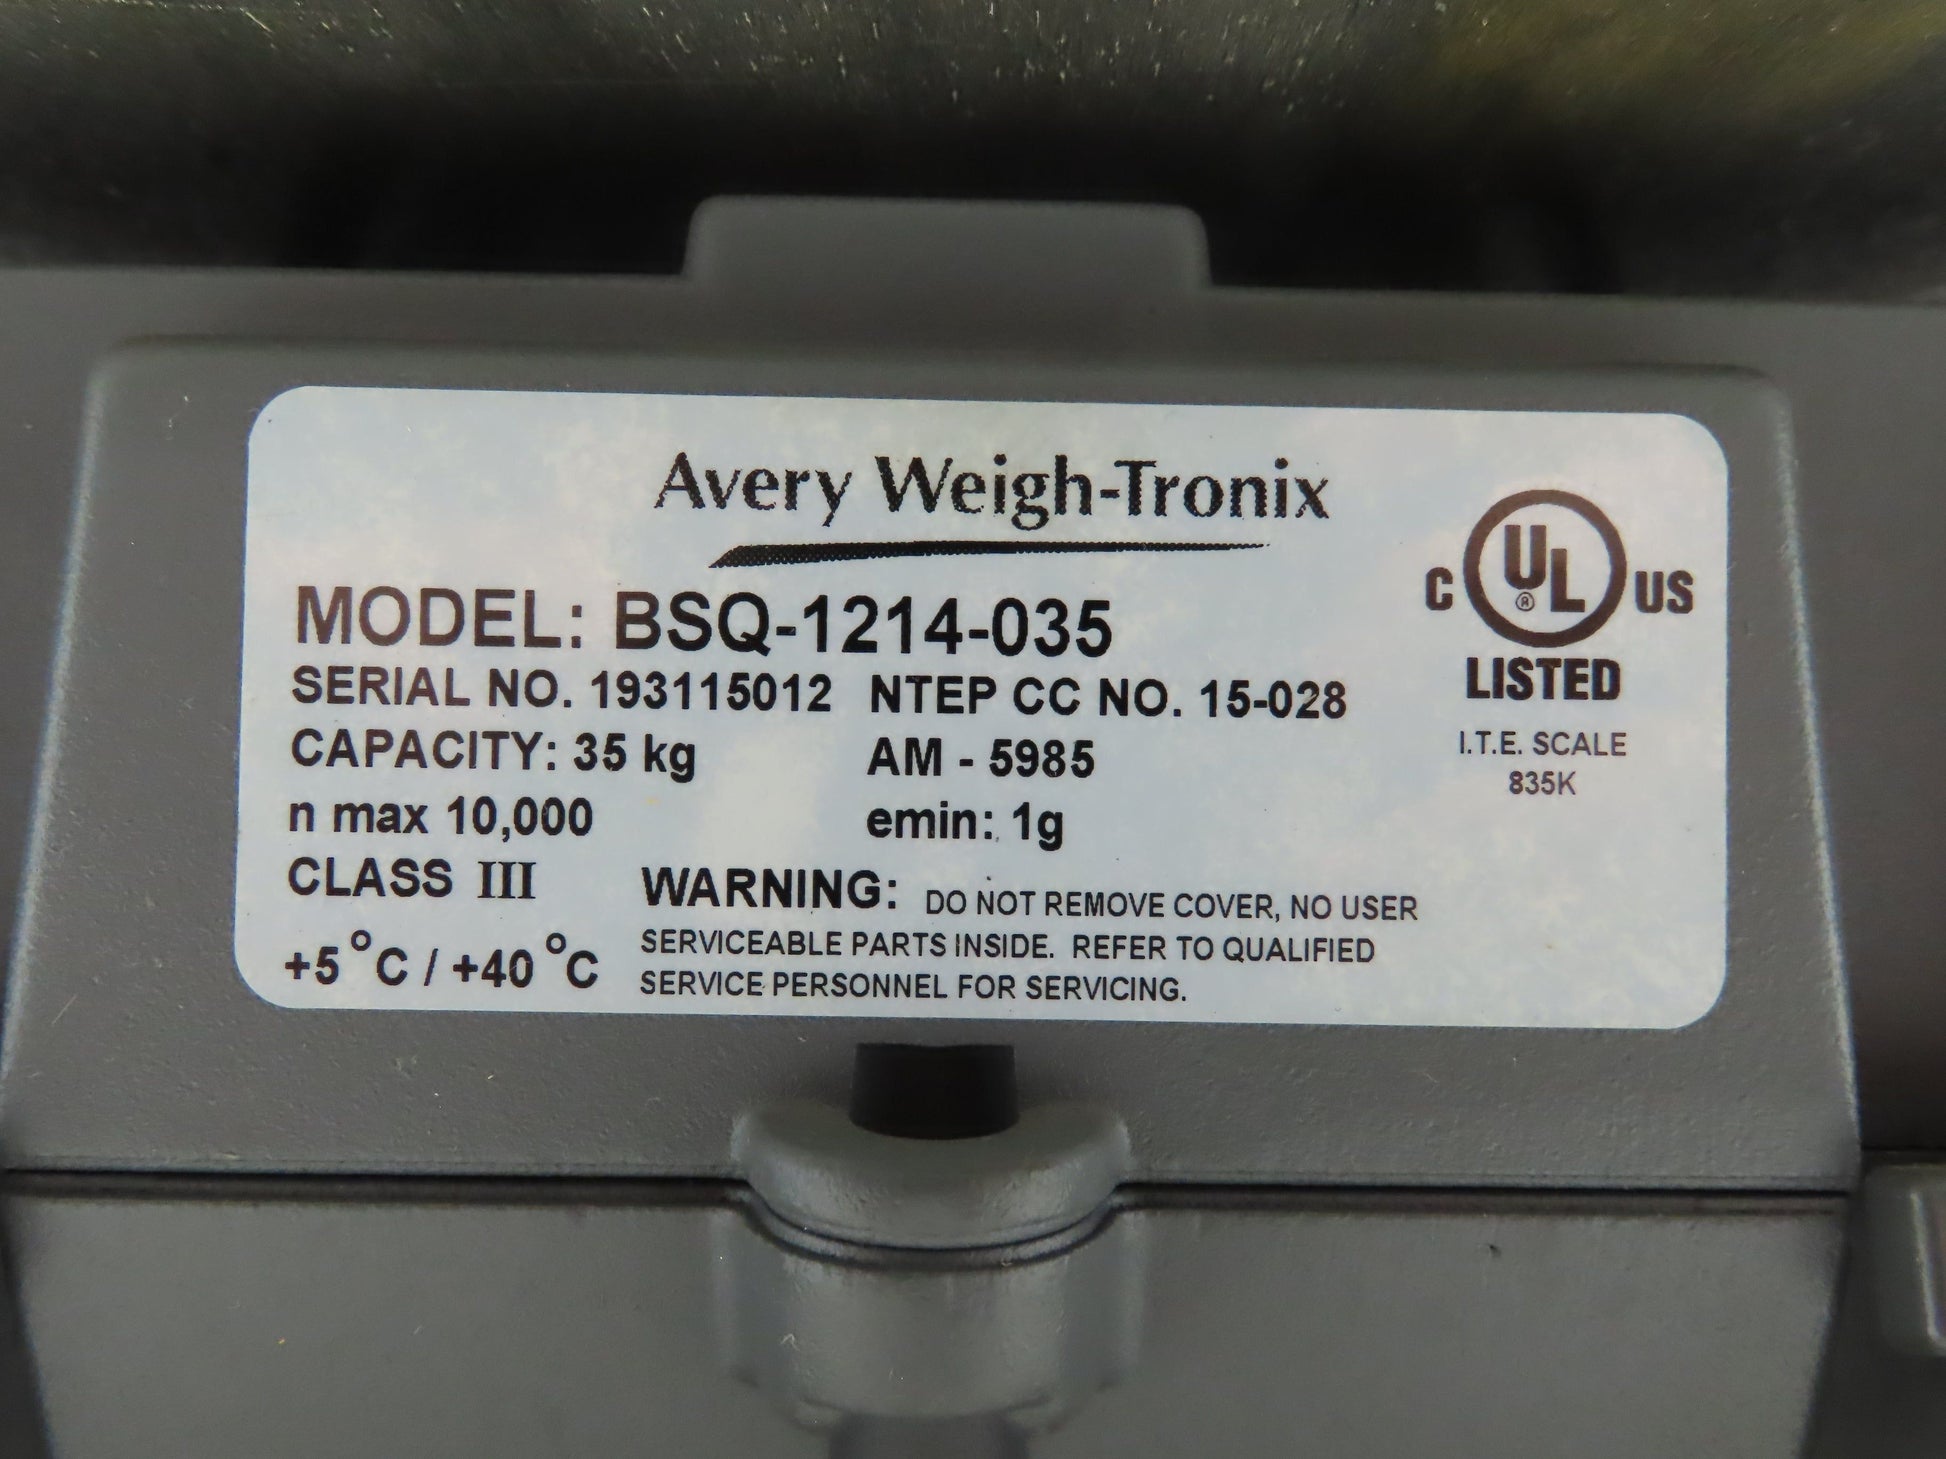 Avery Weigh-Tronix
MODEL: BSQ-1214-035
SERIAL NO. 193115012 NTEP CC NO. 15-028
CAPACITY: 35 kg AM - 5985
n max 10,000 emin: 1g
CLASS III
+5°C / +40°C
WARNING: DO NOT REMOVE COVER, NO USER
SERVICEABLE PARTS INSIDE. REFER TO QUALIFIED
SERVICE PERSONNEL FOR SERVICING.
C UL® US
LISTED
I.T.E. SCALE
835K